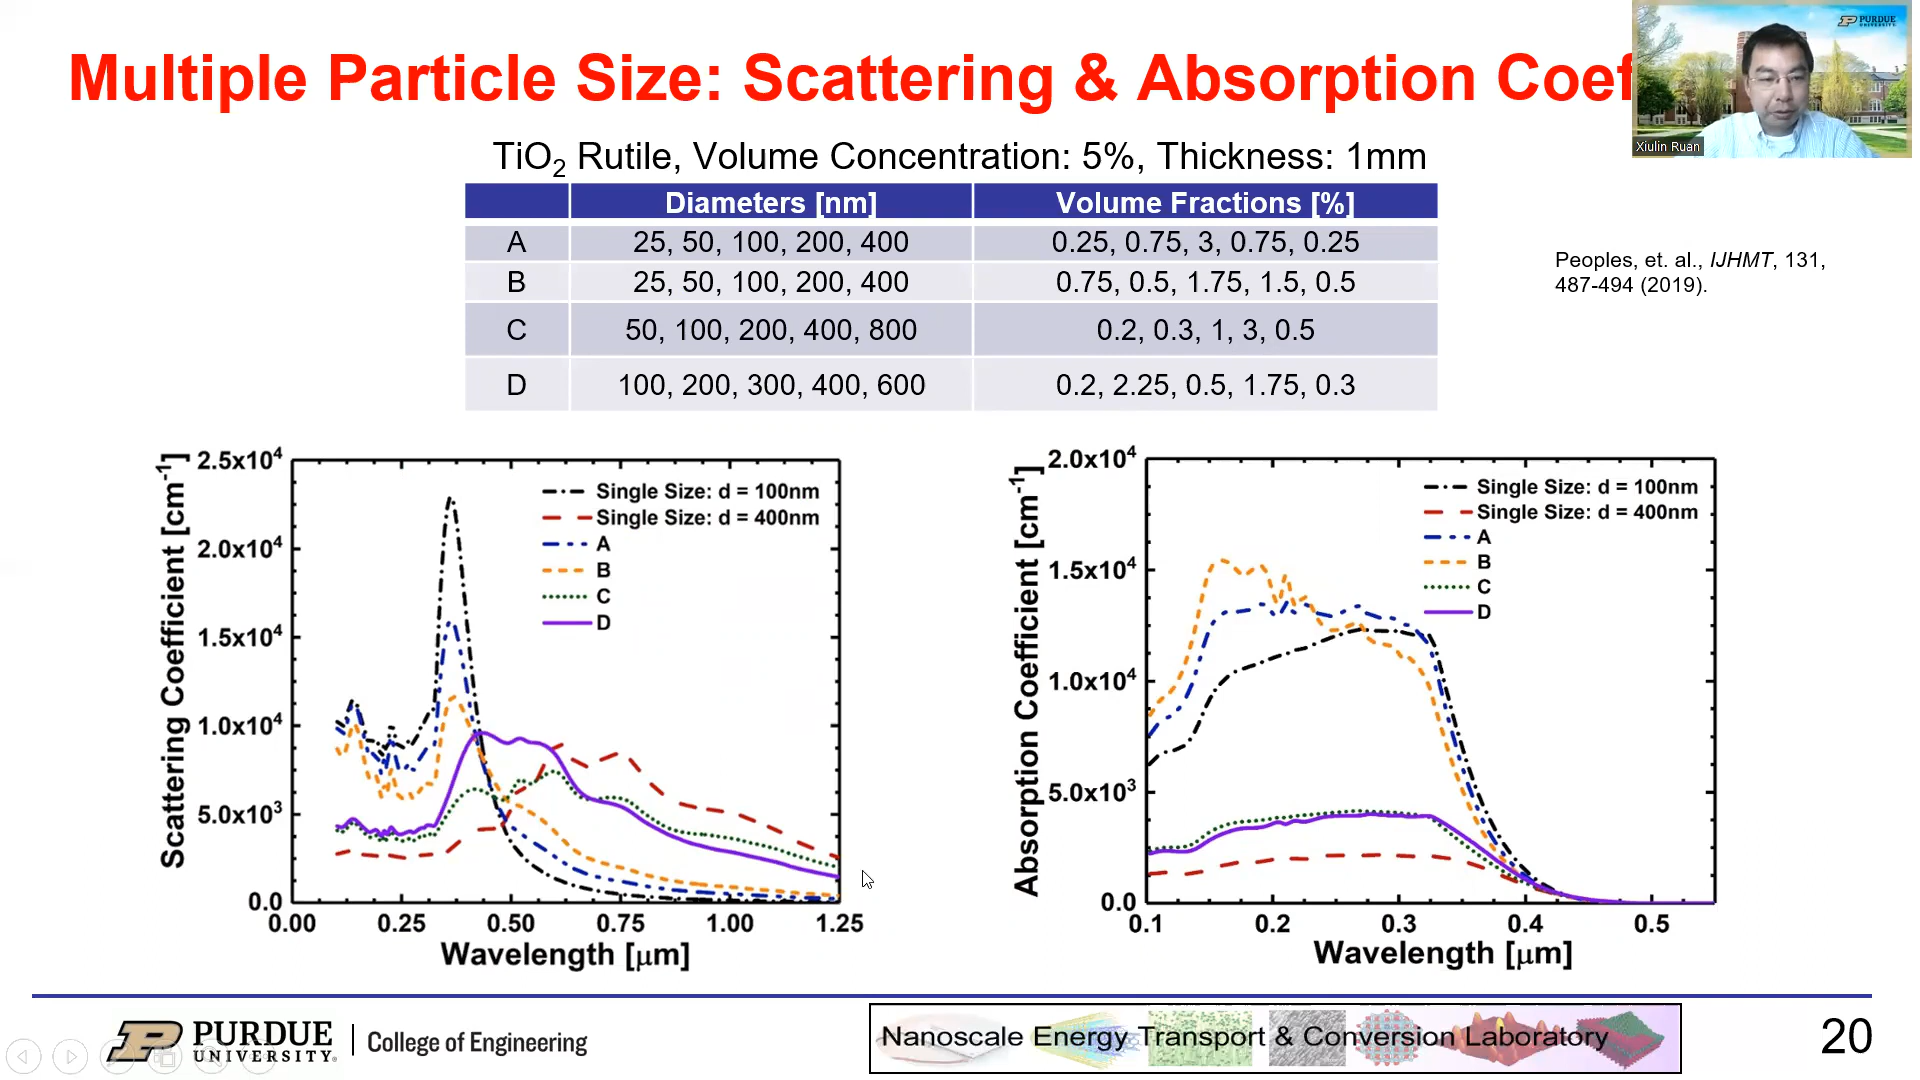 Multiple Particle Size: Scattering & Absorption Coef
PURDUE
UNIVERSITY
Xiulin Ruan
TiO2 Rutile, Volume Concentration: 5%, Thickness: 1mm
Diameters [nm] Volume Fractions [%]
A 25, 50, 100, 200, 400 0.25, 0.75, 3, 0.75, 0.25
B 25, 50, 100, 200, 400 0.75, 0.5, 1.75, 1.5, 0.5
C 50, 100, 200, 400, 800 0.2, 0.3, 1, 3, 0.5
D 100, 200, 300, 400, 600 0.2, 2.25, 0.5, 1.75, 0.3
Peoples, et. al., IJHMT, 131,
487-494 (2019).
Scattering Coefficient [cm-1]
2.5x104
2.0x104
1.5x104
1.0x104
5.0x103
0.0
0.00 0.25 0.50 0.75 1.00 1.25
Wavelength [μm]
Single Size: d = 100nm
Single Size: d = 400nm
A
B
C
D
Absorption Coefficient [cm-1]
2.0x104
1.5x104
1.0x104
5.0x103
0.0
0.1 0.2 0.3 0.4 0.5
Wavelength [μm]
Single Size: d = 100nm
Single Size: d = 400nm
A
B
C
D
PURDUE
UNIVERSITY.
College of Engineering
Nanoscale Energy Transport & Conversion Laboratory
20